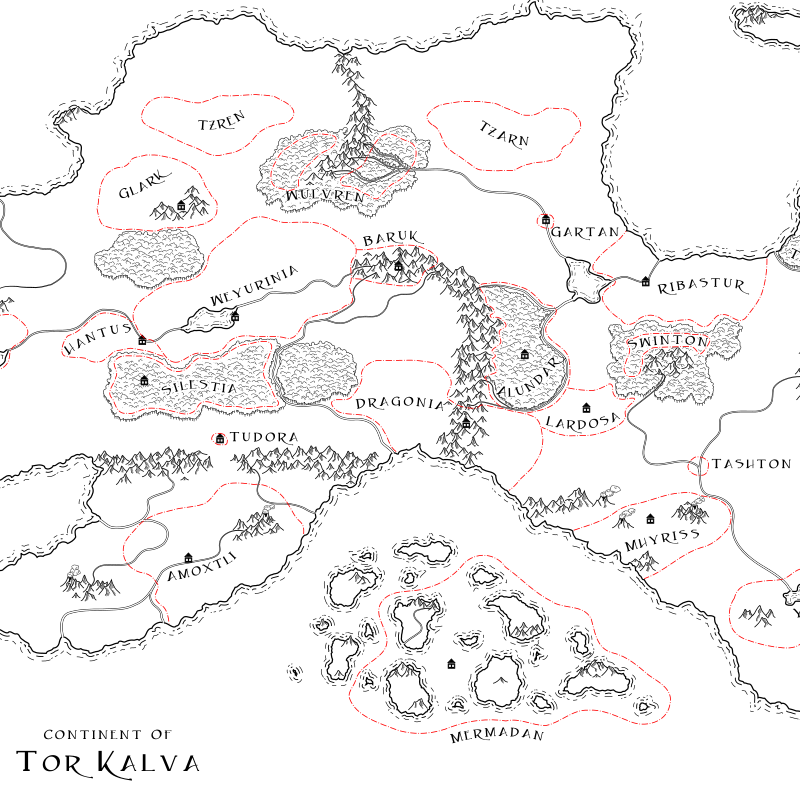 TZREN
TZARN
GLARK
WULVREN
GARTAN
BARUK
WEYURINIA
RIBASTUR
HANTUS
SWINTON
SILESTIA
ALUNDAR
DRAGONIA
LARDOSA
TUDORA
TASHTON
MHYRISS
AMOXTLI
MERMADAN
CONTINENT OF
TOR KALVA